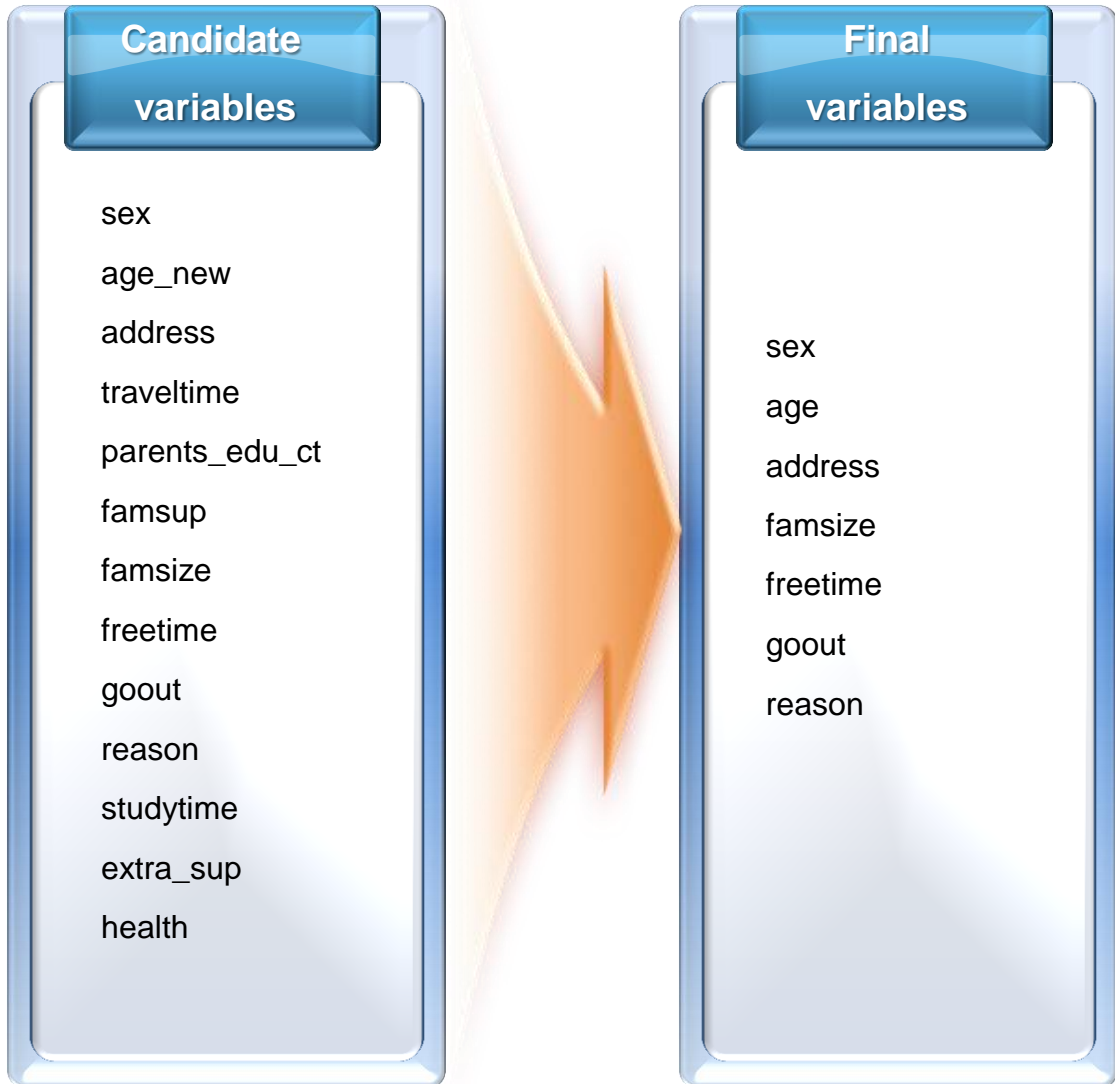 Candidate
variables
sex
age_new
address
traveltime
parents_edu_ct
famsup
famsize
freetime
goout
reason
studytime
extra_sup
health
Final
variables
sex
age
address
famsize
freetime
goout
reason